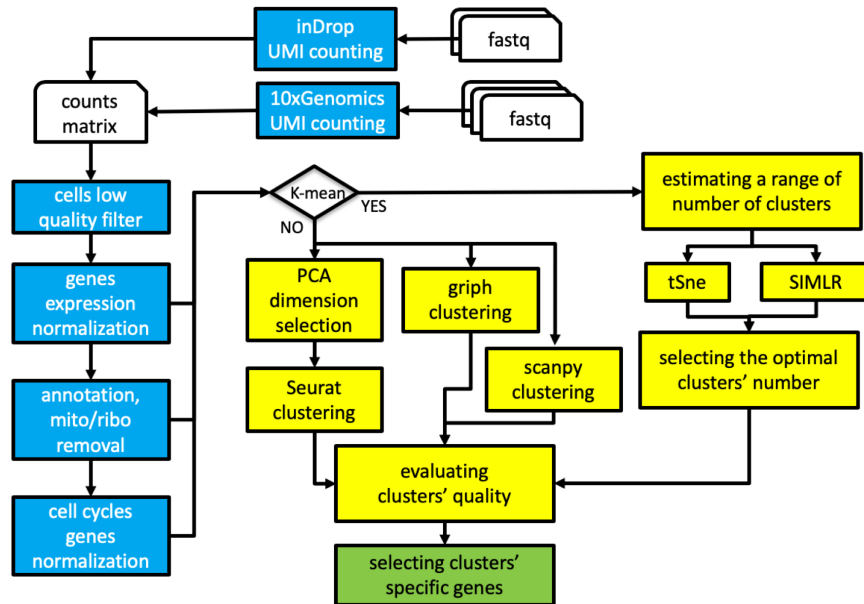 inDrop
UMI counting
fastq
counts
matrix
10xGenomics
UMI counting
fastq
cells low
quality filter
K-mean
YES
NO
estimating a range of
number of clusters
genes
expression
normalization
PCA
dimension
selection
griph
clustering
tSne
SIMLR
annotation,
mito/ribo
removal
Seurat
clustering
scanpy
clustering
selecting the optimal
clusters’ number
cell cycles
genes
normalization
evaluating
clusters’ quality
selecting clusters’
specific genes